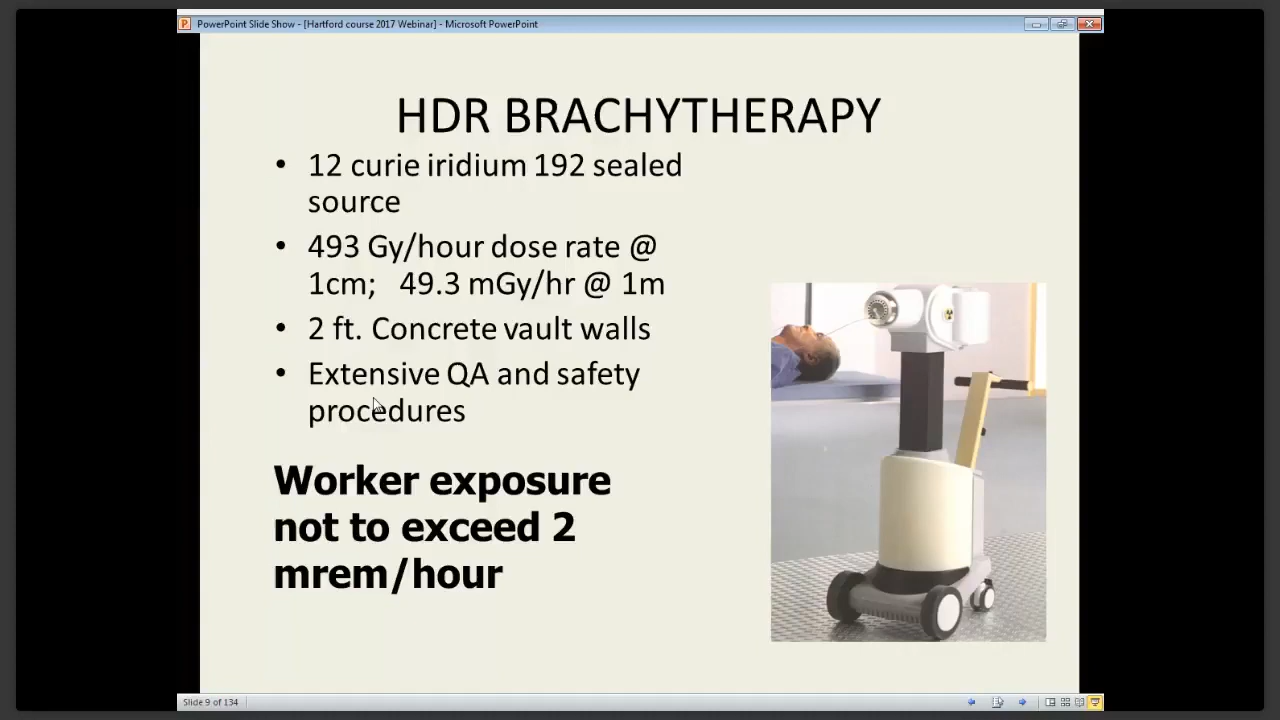 PowerPoint Slide Show - [Hartford course 2017 Webinar] - Microsoft PowerPoint
HDR BRACHYTHERAPY
• 12 curie iridium 192 sealed
source
• 493 Gy/hour dose rate @
1cm;   49.3 mGy/hr @ 1m
• 2 ft. Concrete vault walls
• Extensive QA and safety
procedures
Worker exposure
not to exceed 2
mrem/hour
Slide 9 of 134